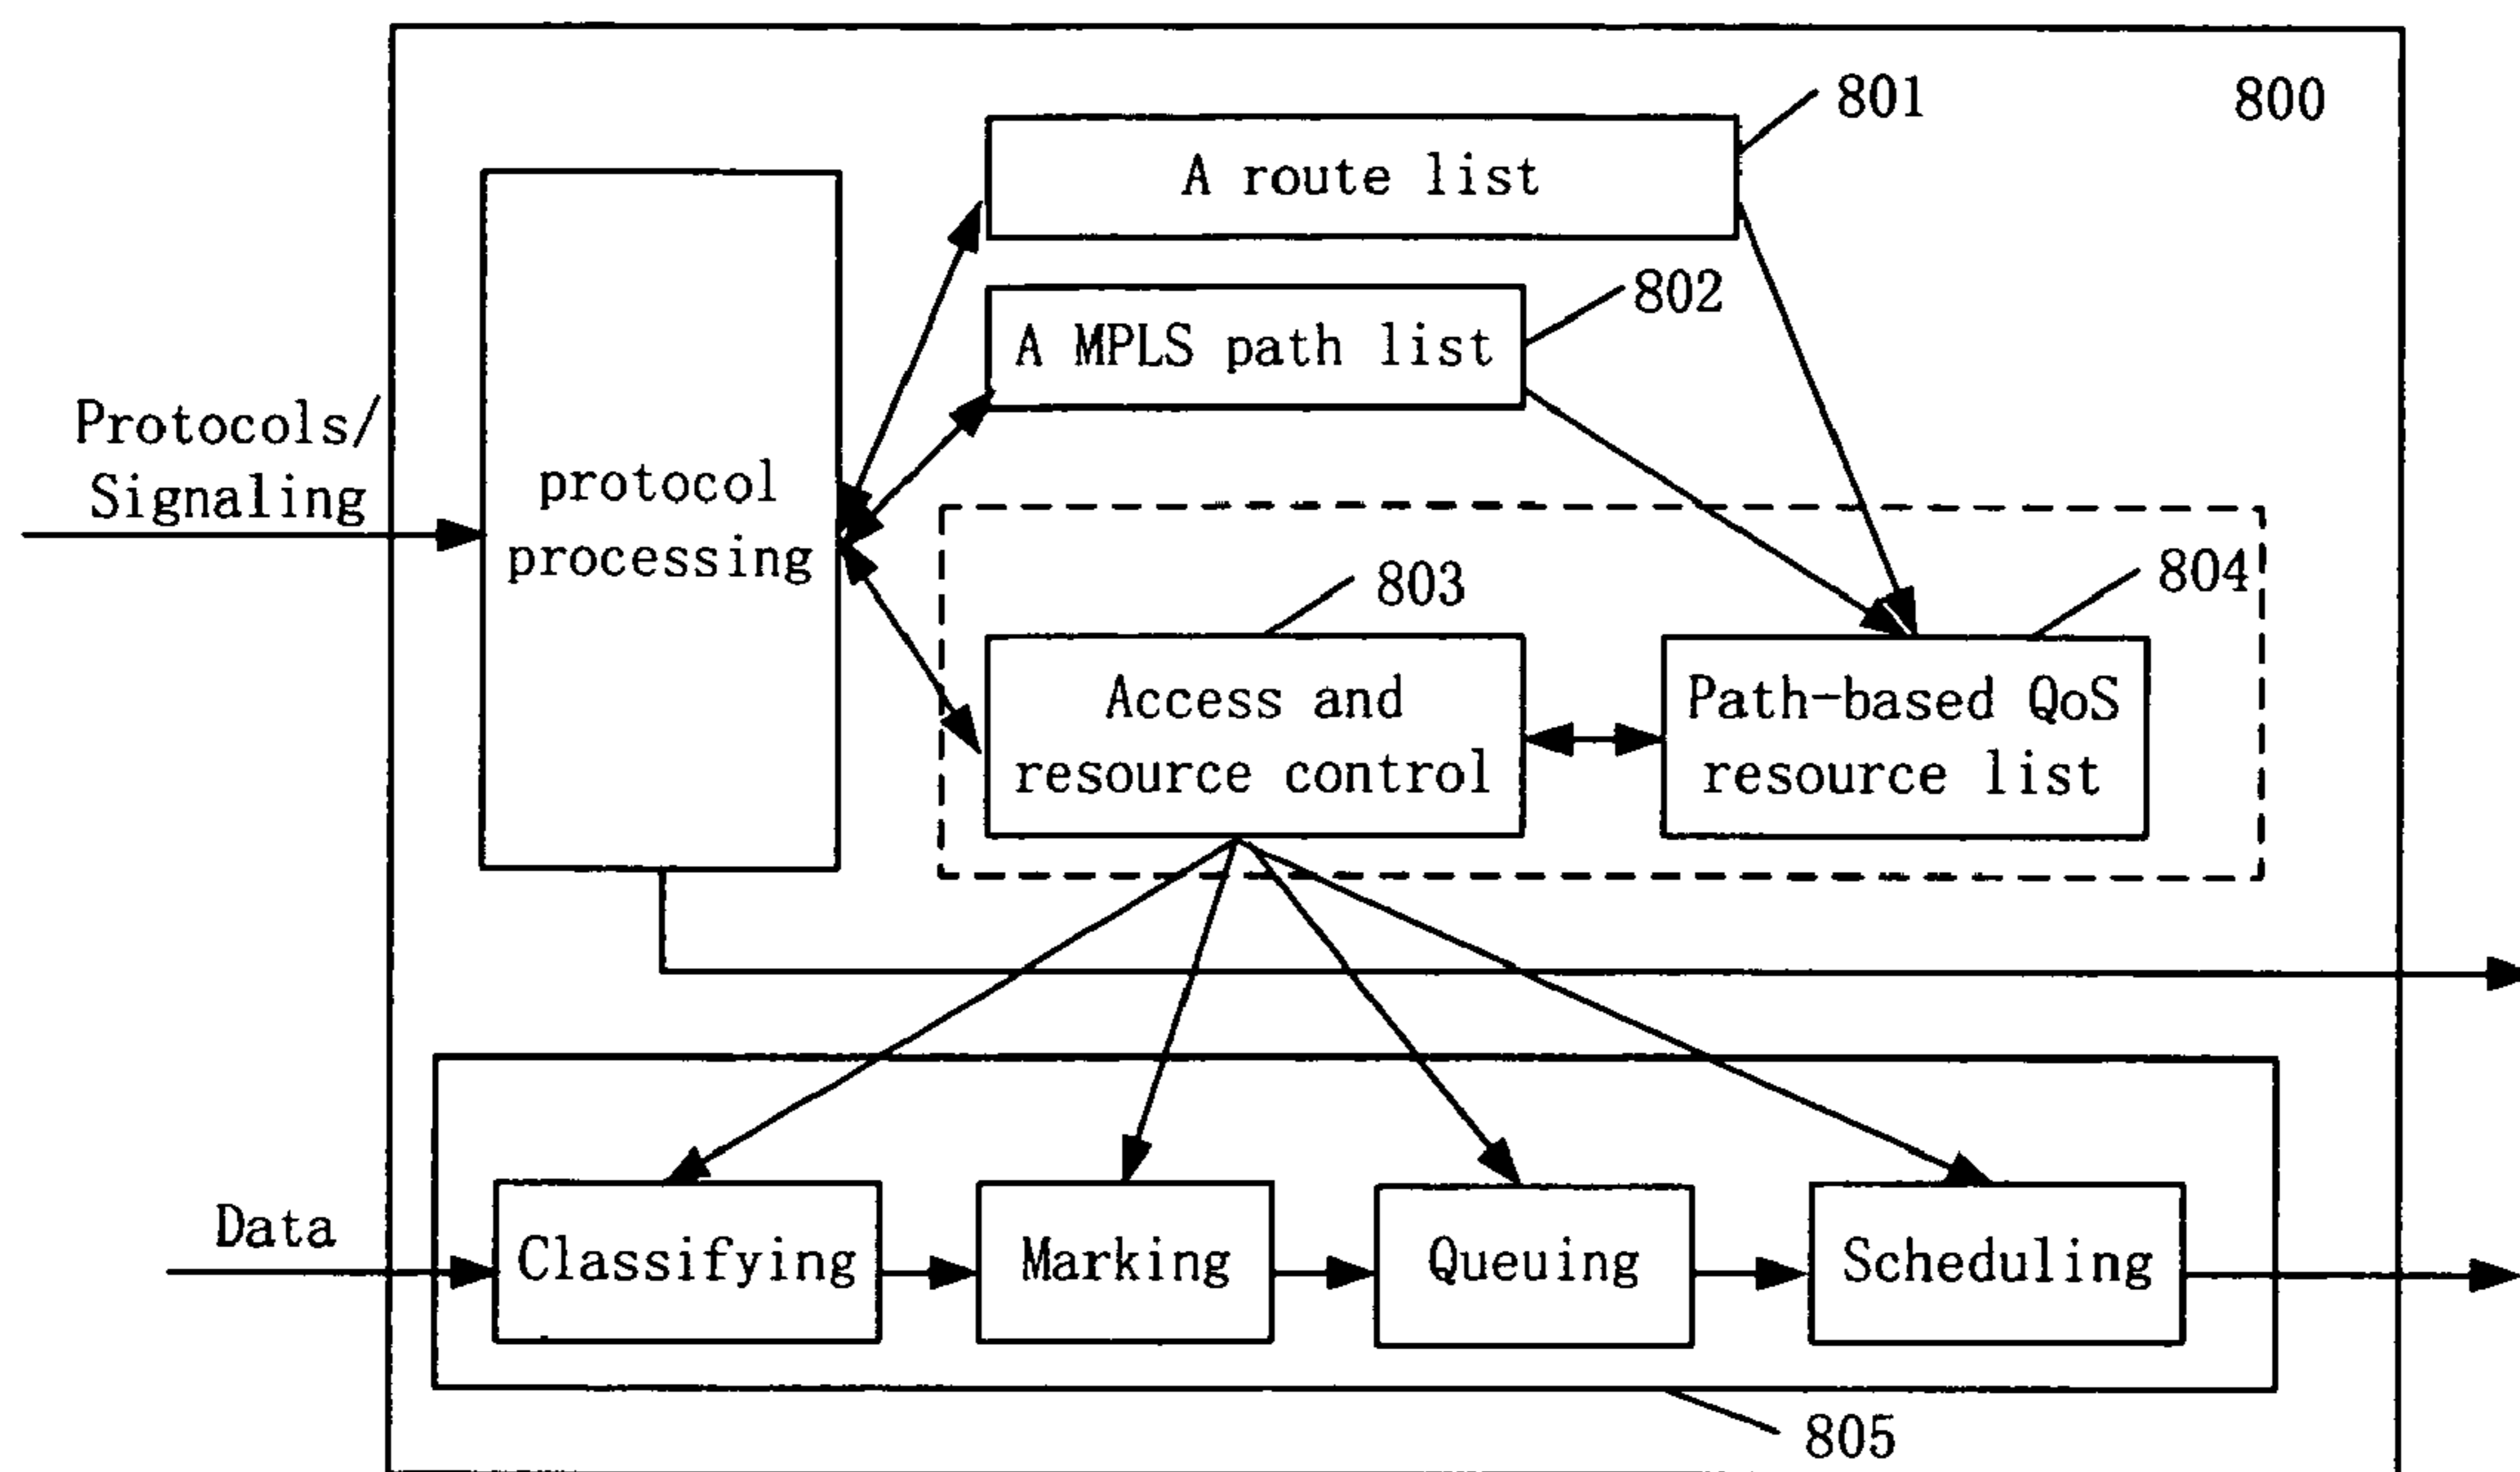 800
801
A route list
802
A MPLS path list
Protocols/
Signaling
protocol
processing
803
804
Access and
resource control
Path-based QoS
resource list
Data
Classifying
Marking
Queuing
Scheduling
805